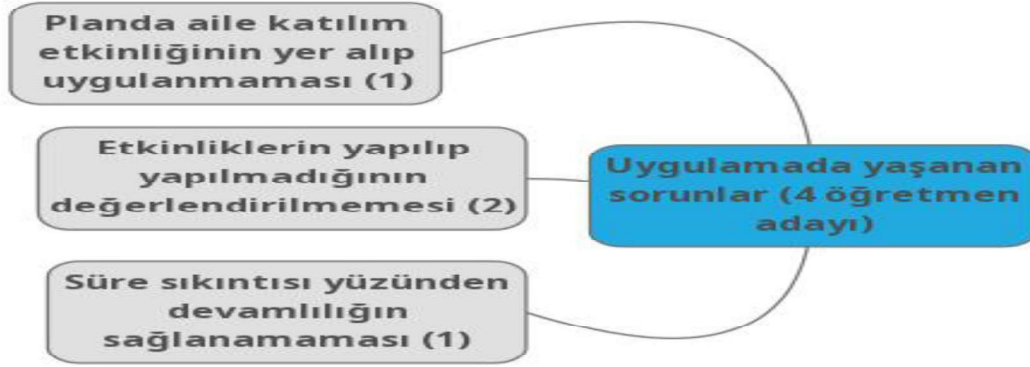 Planda aile katılım
etkinliğinin yer alıp
uygulanmaması (1)
Etkinliklerin yapılıp
yapılmadığının
değerlendirilmemesi (2)
Süre sıkıntısı yüzünden
devamlılığın
sağlanamaması (1)
Uygulamada yaşanan
sorunlar (4 öğretmen
adayı)